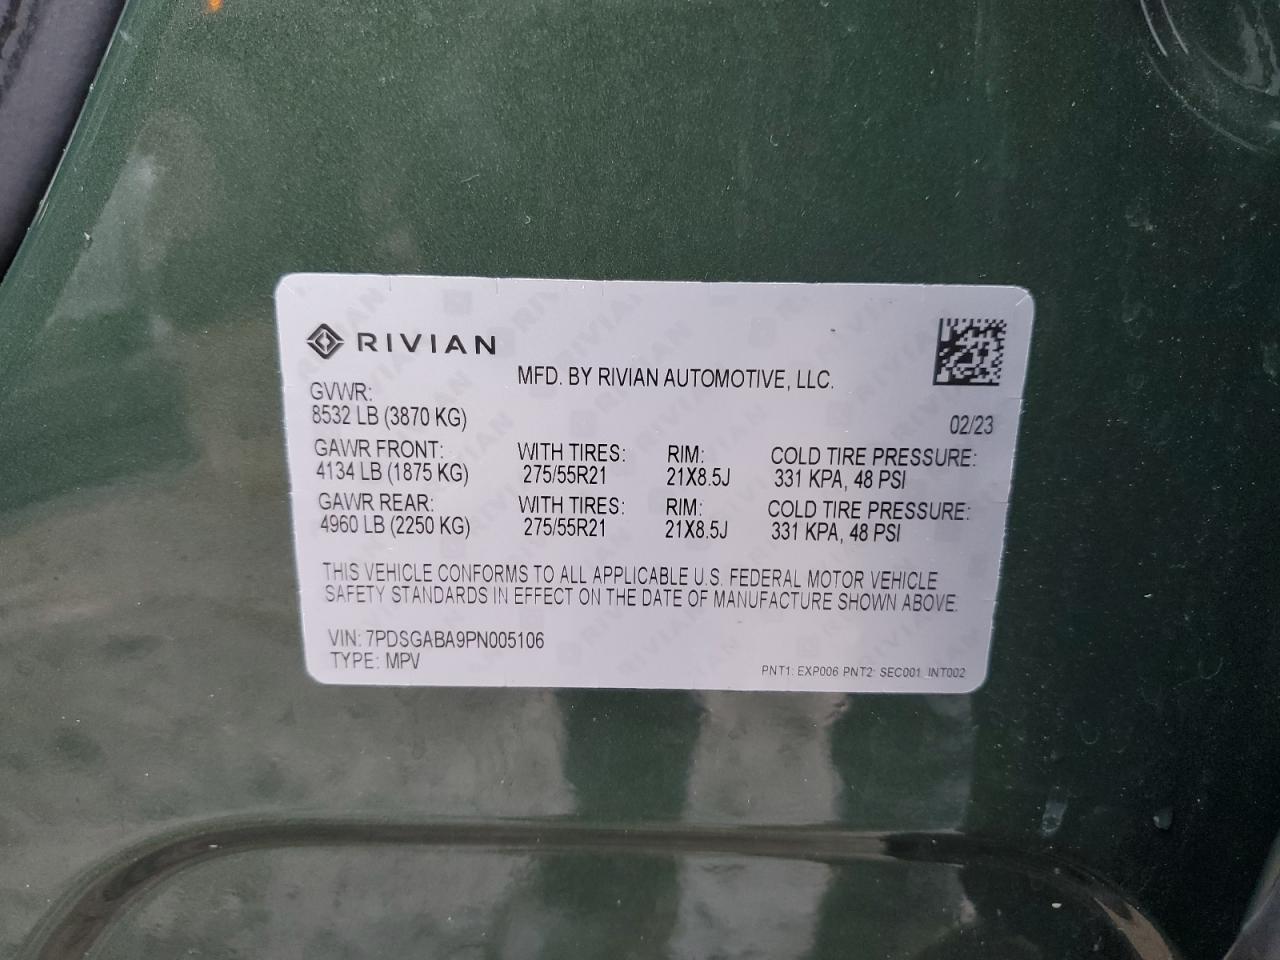 RIVIAN
MFD. BY RIVIAN AUTOMOTIVE, LLC.
GVWR:
8532 LB (3870 KG)
02/23
GAWR FRONT: WITH TIRES: RIM: COLD TIRE PRESSURE:
4134 LB (1875 KG) 275/55R21 21X8.5J 331 KPA, 48 PSI
GAWR REAR: WITH TIRES: RIM: COLD TIRE PRESSURE:
4960 LB (2250 KG) 275/55R21 21X8.5J 331 KPA, 48 PSI
THIS VEHICLE CONFORMS TO ALL APPLICABLE U.S. FEDERAL MOTOR VEHICLE
SAFETY STANDARDS IN EFFECT ON THE DATE OF MANUFACTURE SHOWN ABOVE.
VIN: 7PDSGABA9PN005106
TYPE: MPV
PNT1: EXP006 PNT2: SEC001 INT002